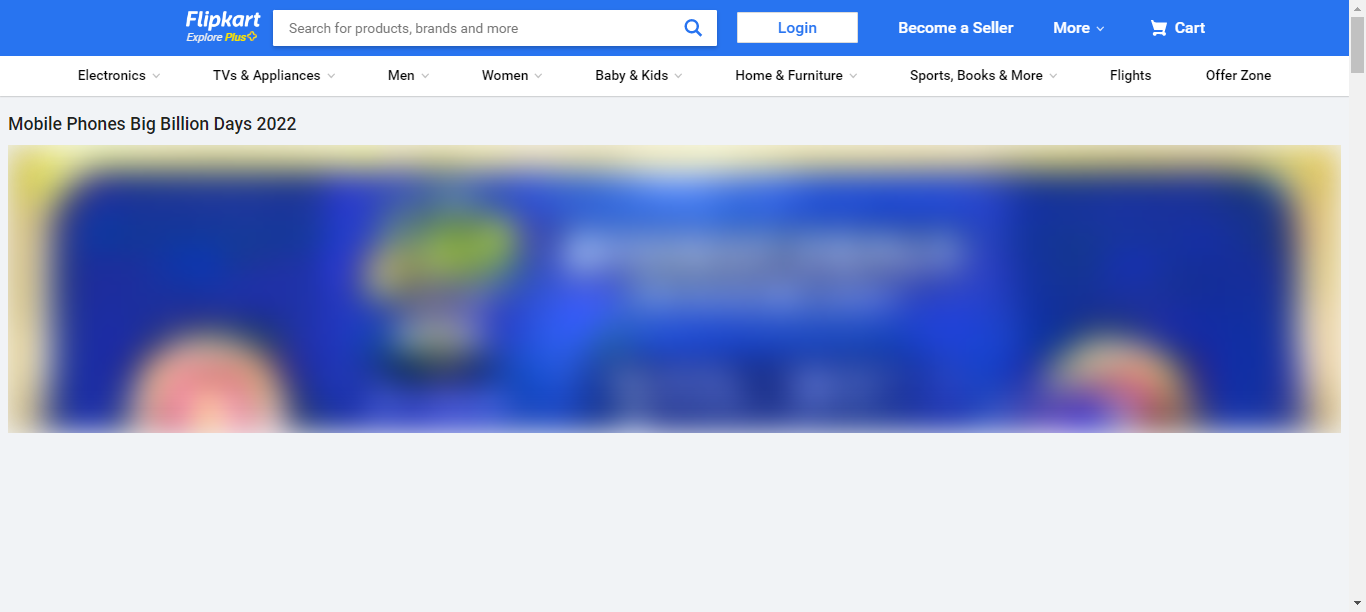 Flipkart
Explore Plus
Search for products, brands and more
Login
Become a Seller
More
Cart
Electronics
TVs & Appliances
Men
Women
Baby & Kids
Home & Furniture
Sports, Books & More
Flights
Offer Zone
Mobile Phones Big Billion Days 2022